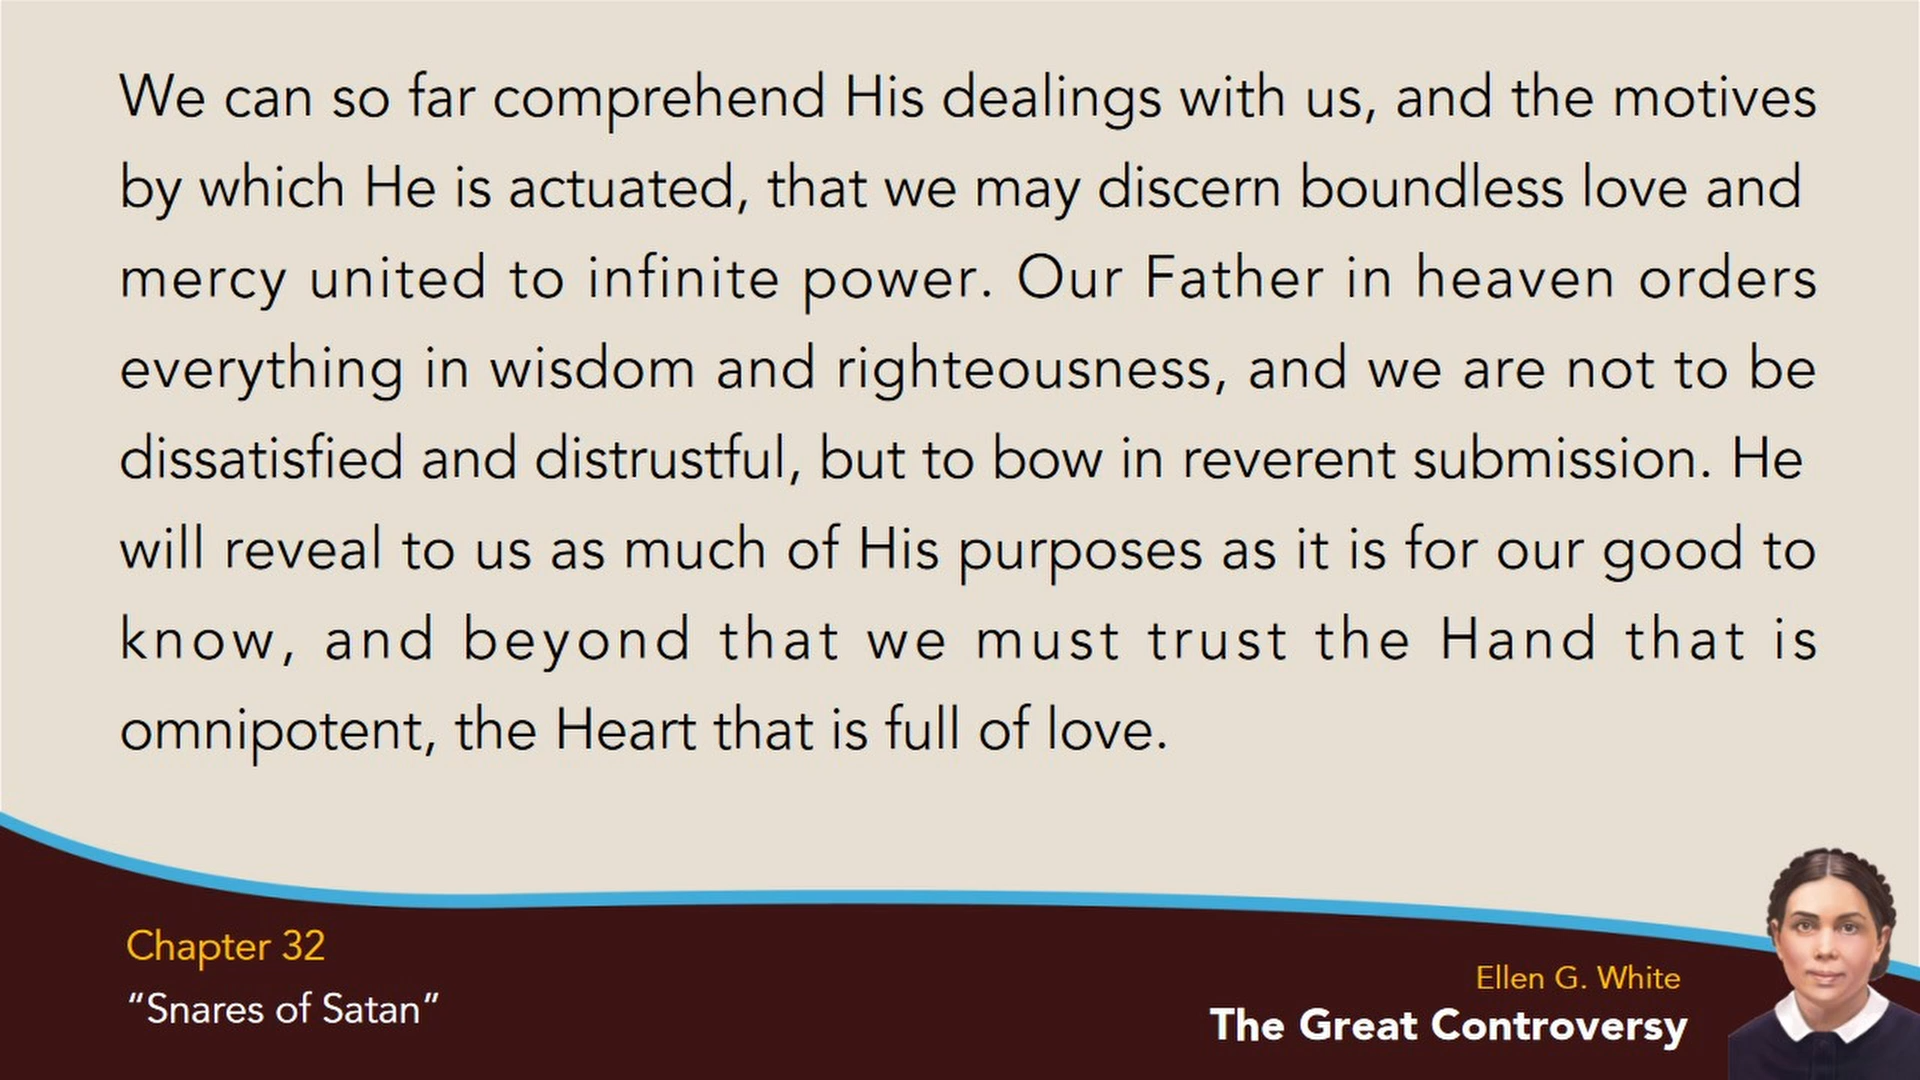 We can so far comprehend His dealings with us, and the motives
by which He is actuated, that we may discern boundless love and
mercy united to infinite power. Our Father in heaven orders
everything in wisdom and righteousness, and we are not to be
dissatisfied and distrustful, but to bow in reverent submission. He
will reveal to us as much of His purposes as it is for our good to
know, and beyond that we must trust the Hand that is
omnipotent, the Heart that is full of love.
Chapter 32
“Snares of Satan”
Ellen G. White
The Great Controversy